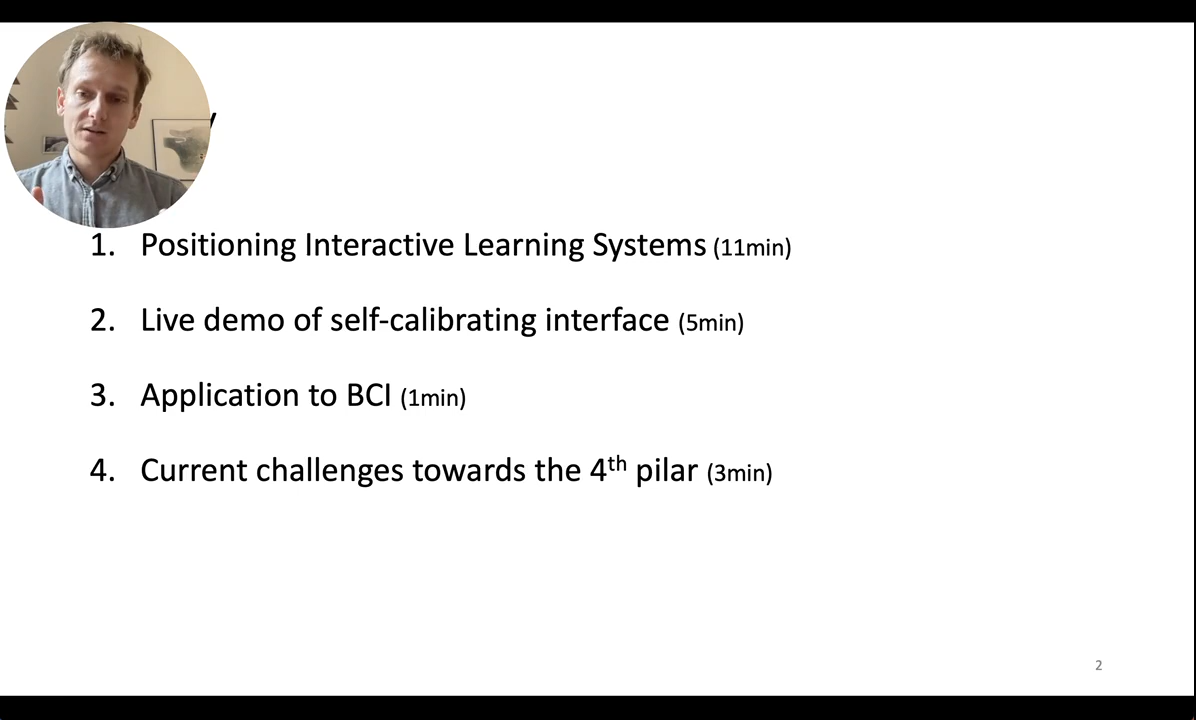 1. Positioning Interactive Learning Systems (11min)
2. Live demo of self-calibrating interface (5min)
3. Application to BCI (1min)
4. Current challenges towards the 4th pilar (3min)
2